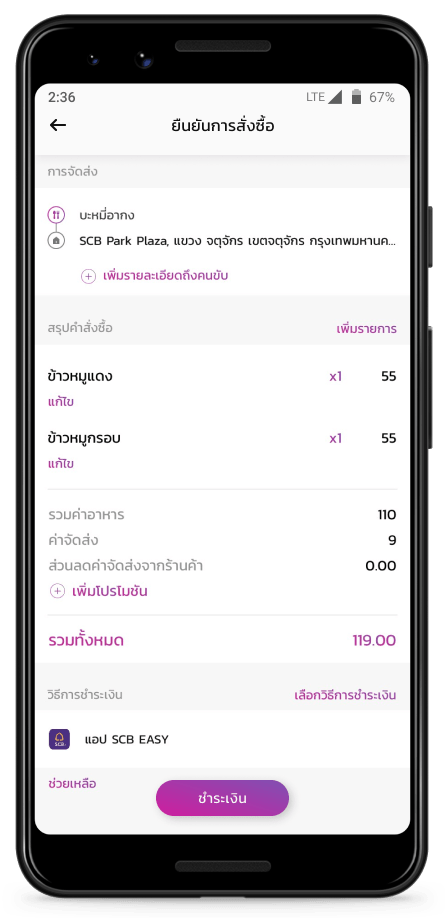 2:36 LTE 67%
ยืนยันการสั่งซื้อ
การจัดส่ง
บะหมี่อากง
SCB Park Plaza, แขวง จตุจักร เขตจตุจักร กรุงเทพมหานค...
เพิ่มรายละเอียดถึงคนขับ
สรุปคำสั่งซื้อ เพิ่มรายการ
ข้าวหมูแดง x1 55
แก้ไข
ข้าวหมูกรอบ x1 55
แก้ไข
รวมค่าอาหาร 110
ค่าจัดส่ง 9
ส่วนลดค่าจัดส่งจากร้านค้า 0.00
เพิ่มโปรโมชัน
รวมทั้งหมด 119.00
วิธีการชำระเงิน เลือกวิธีการชำระเงิน
SCB แอป SCB EASY
ช่วยเหลือ
ชำระเงิน